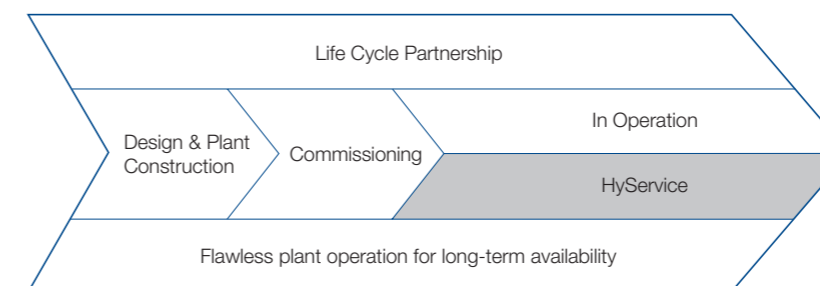 Life Cycle Partnership
Design & Plant
Construction
Commissioning
In Operation
HyService
Flawless plant operation for long-term availability